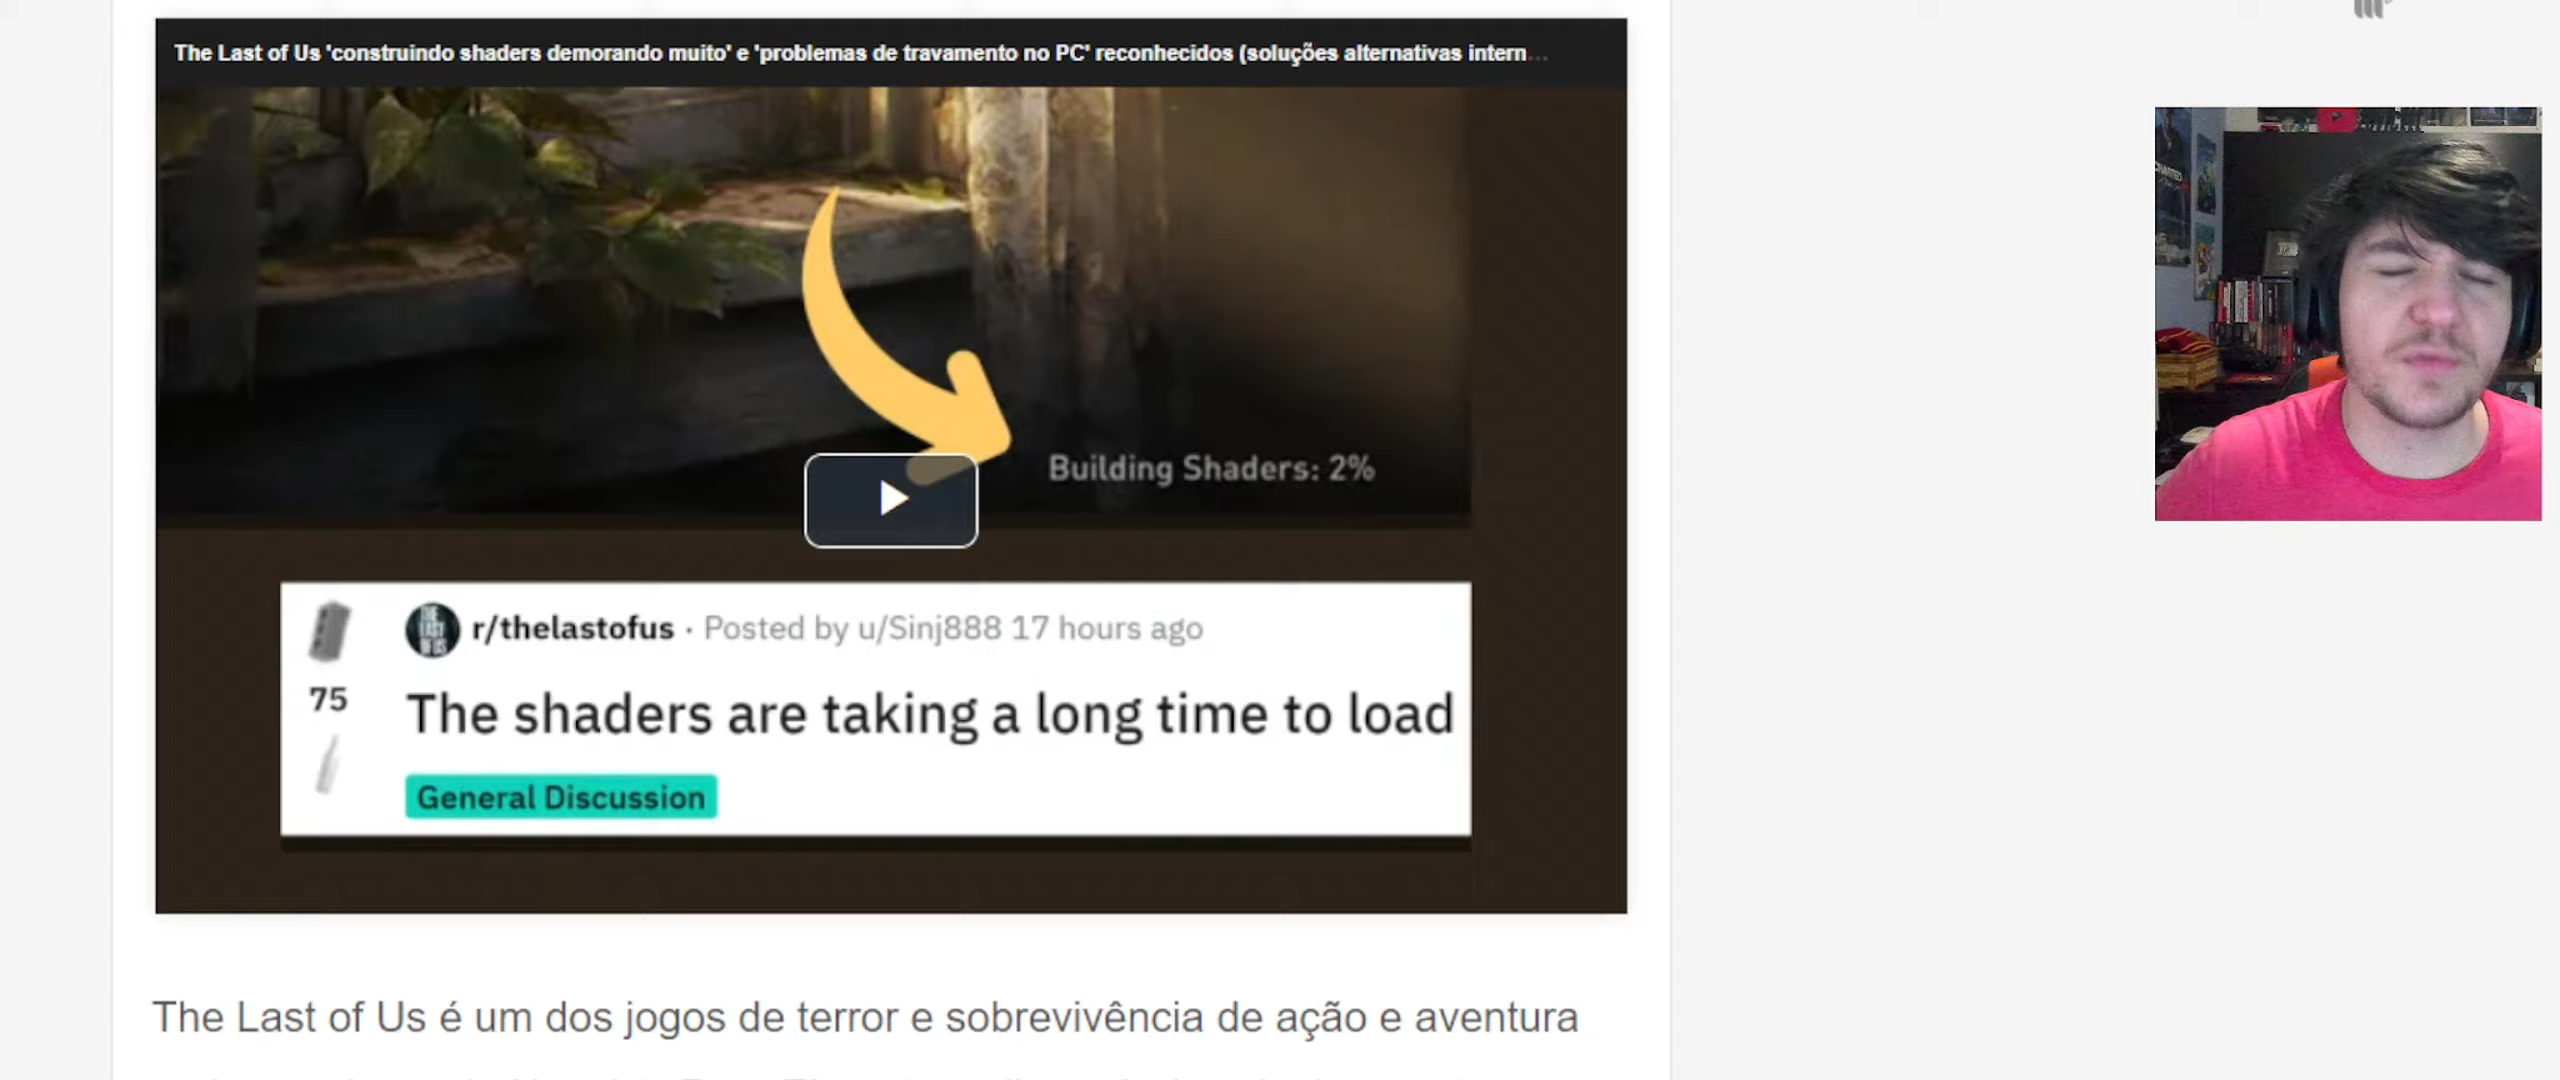 The Last of Us 'construindo shaders demorando muito' e 'problemas de travamento no PC' reconhecidos (soluções alternativas intern...
Building Shaders: 2%
r/thelastofus · Posted by u/Sinj888 17 hours ago
75
The shaders are taking a long time to load
General Discussion
The Last of Us é um dos jogos de terror e sobrevivência de ação e aventura